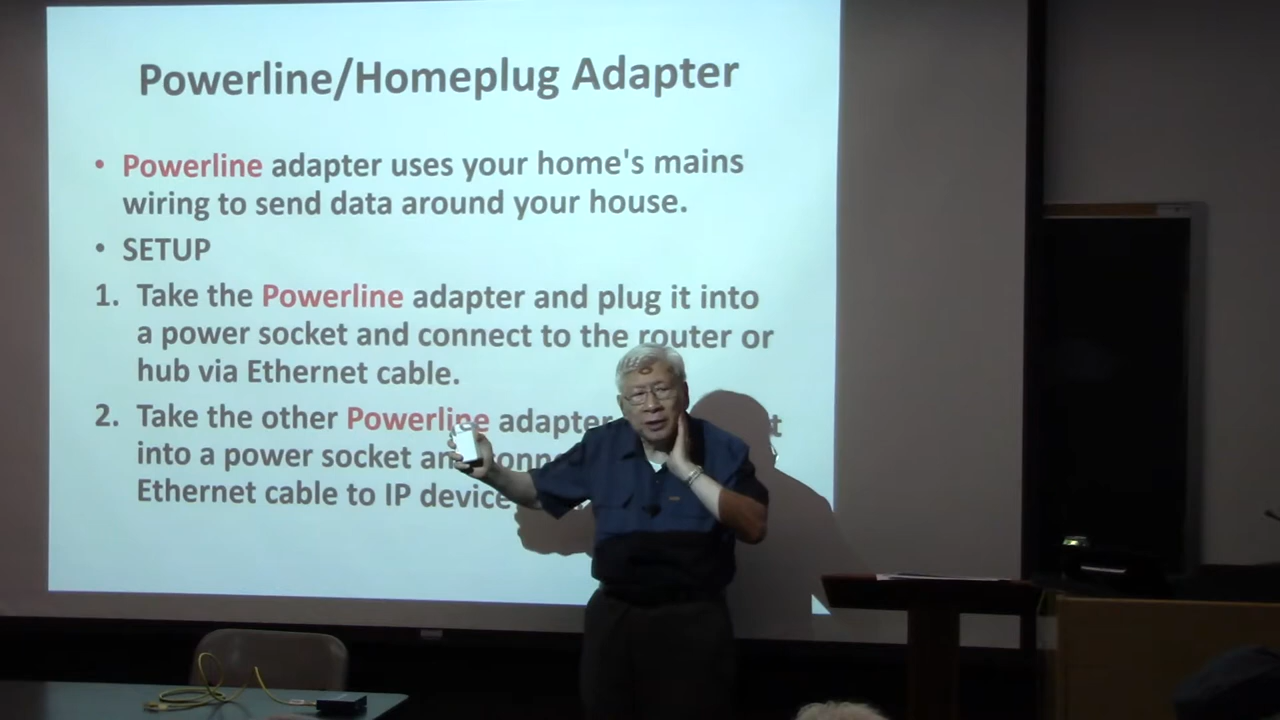 Powerline/Homeplug Adapter
• Powerline adapter uses your home's mains
wiring to send data around your house.
• SETUP
1. Take the Powerline adapter and plug it into
a power socket and connect to the router or
hub via Ethernet cable.
2. Take the other Powerline adapter
into a power socket
Ethernet cable to IP device